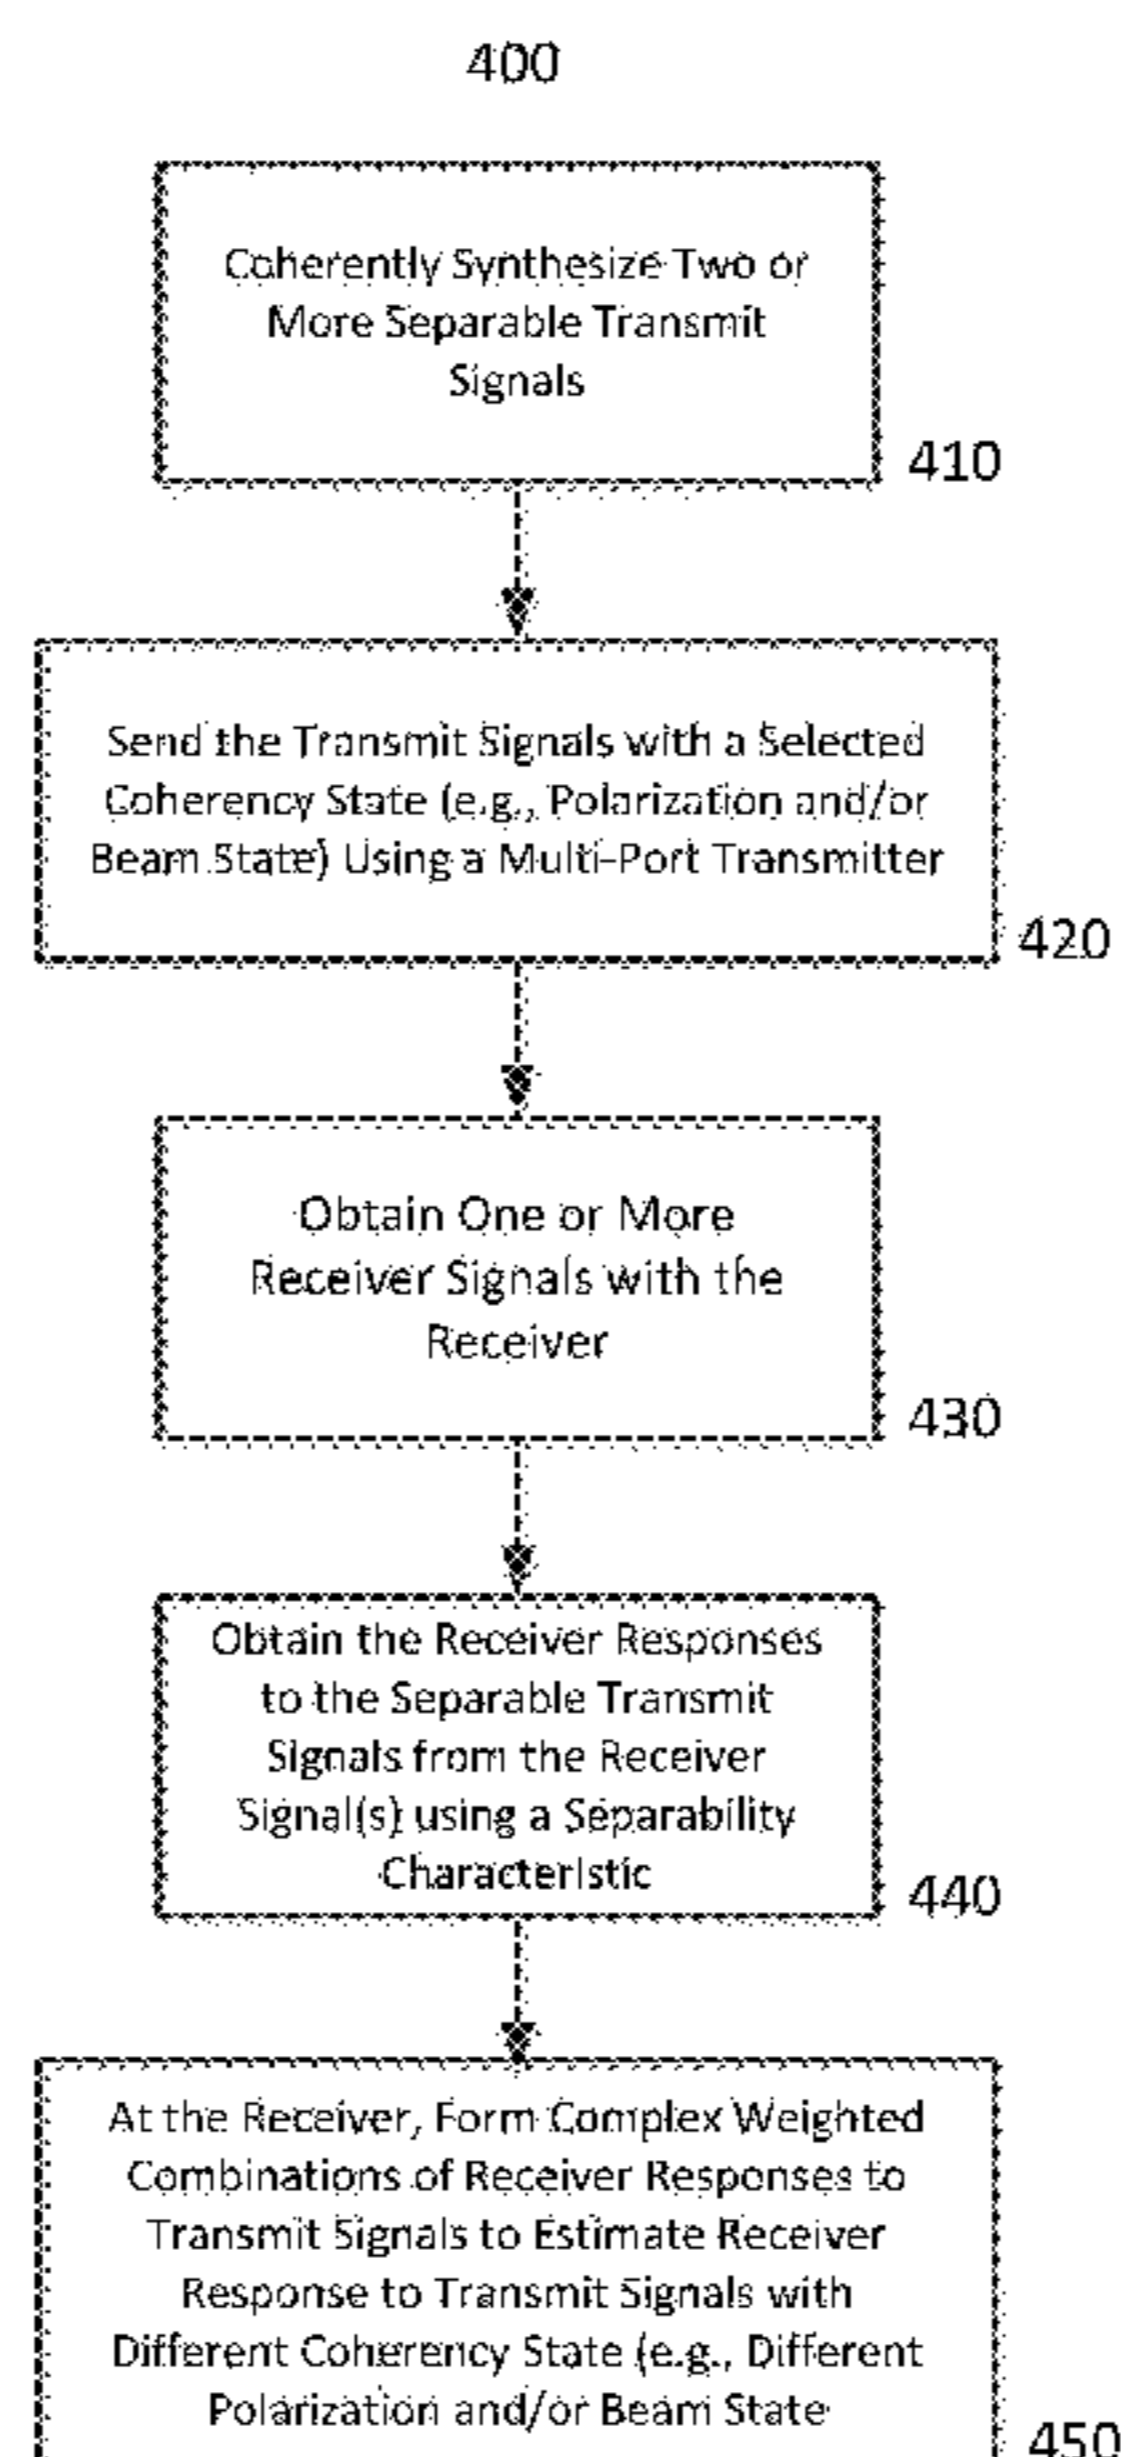 400
Coherently Synthesize Two or
More Separable Transmit
Signals
410
Send the Transmit Signals with a Selected
Coherency State (e.g., Polarization and/or
Beam State) Using a Multi-Port Transmitter
420
Obtain One or More
Receiver Signals with the
Receiver
430
Obtain the Receiver Responses
to the Separable Transmit
Signals from the Receiver
Signal(s) using a Separability
Characteristic
440
At the Receiver, Form Complex Weighted
Combinations of Receiver Responses to
Transmit Signals to Estimate Receiver
Response to Transmit Signals with
Different Coherency State (e.g., Different
Polarization and/or Beam State
450